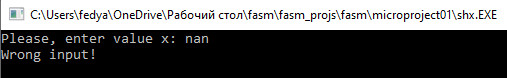 C:\Users\fedya\OneDrive\Рабочий стол\fasm\fasm_projs\fasm\microproject01\shx.EXE
Please, enter value x: nan
Wrong input!